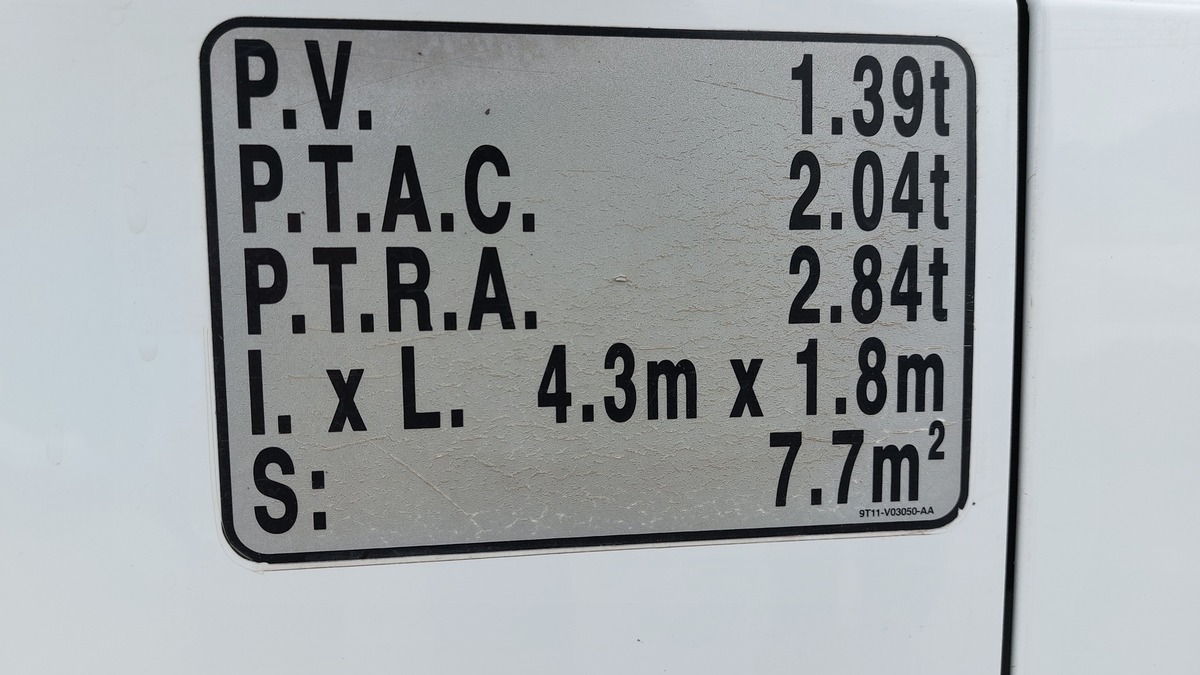 P.V. 1.39t
P.T.A.C. 2.04t
P.T.R.A. 2.84t
l. x L. 4.3m x 1.8m
S: 7.7m²
9T11-V03050-AA